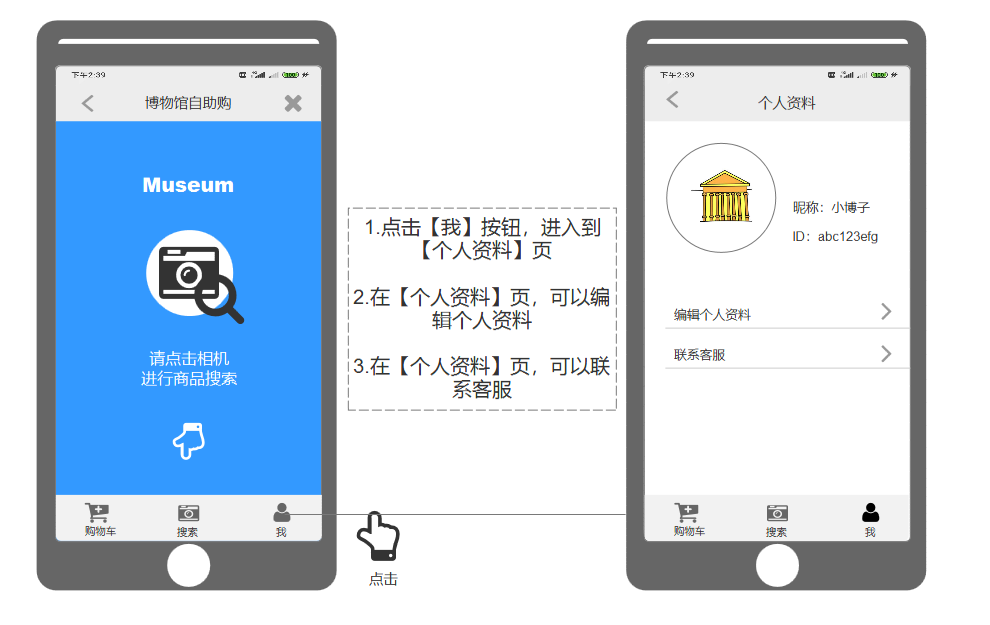 下午2:39
博物馆自助购
Museum
请点击相机
进行商品搜索
购物车
搜索
我
1.点击【我】按钮，进入到
【个人资料】页
2.在【个人资料】页，可以编
辑个人资料
3.在【个人资料】页，可以联
系客服
点击
下午2:39
个人资料
昵称：小博子
ID：abc123efg
编辑个人资料
联系客服
购物车
搜索
我